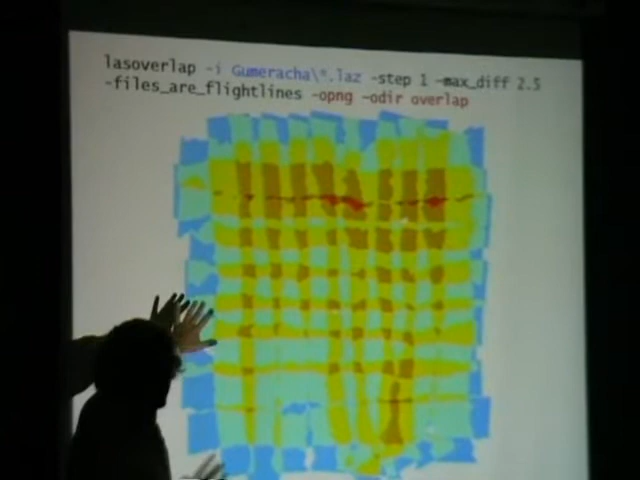 lasoverlap -i Gumeracha\*.laz -step 1 -max_diff 2.5
-files_are_flightlines -opng -odir overlap